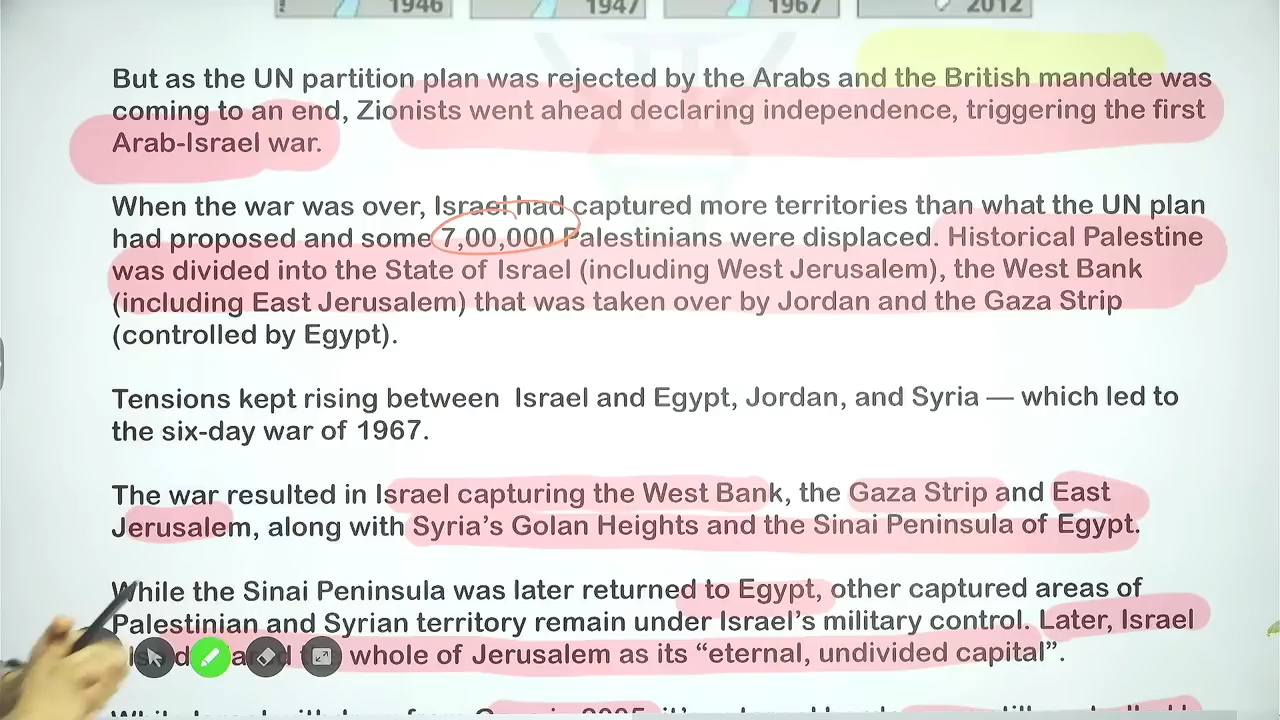 1946 1947 1967 2012
But as the UN partition plan was rejected by the Arabs and the British mandate was
coming to an end, Zionists went ahead declaring independence, triggering the first
Arab-Israel war.
When the war was over, Israel had captured more territories than what the UN plan
had proposed and some 7,00,000 Palestinians were displaced. Historical Palestine
was divided into the State of Israel (including West Jerusalem), the West Bank
(including East Jerusalem) that was taken over by Jordan and the Gaza Strip
(controlled by Egypt).
Tensions kept rising between Israel and Egypt, Jordan, and Syria — which led to
the six-day war of 1967.
The war resulted in Israel capturing the West Bank, the Gaza Strip and East
Jerusalem, along with Syria's Golan Heights and the Sinai Peninsula of Egypt.
While the Sinai Peninsula was later returned to Egypt, other captured areas of
Palestinian and Syrian territory remain under Israel's military control. Later, Israel
whole of Jerusalem as its “eternal, undivided capital”.